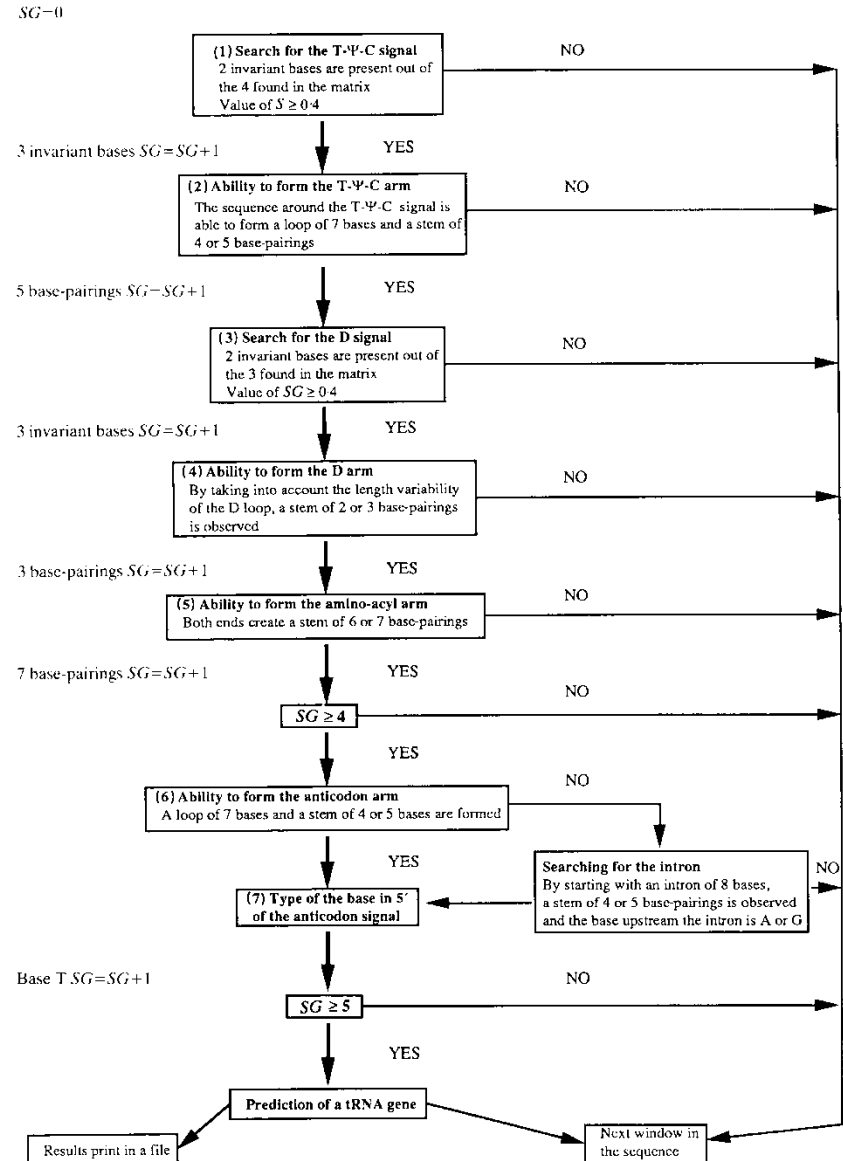 SG=0
(1) Search for the T-Ψ-C signal
2 invariant bases are present out of
the 4 found in the matrix
Value of S ≥ 0·4
NO
YES
3 invariant bases SG=SG+1
(2) Ability to form the T-Ψ-C arm
The sequence around the T-Ψ-C signal is
able to form a loop of 7 bases and a stem of
4 or 5 base-pairings
NO
YES
5 base-pairings SG=SG+1
(3) Search for the D signal
2 invariant bases are present out of
the 3 found in the matrix
Value of SG ≥ 0·4
NO
YES
3 invariant bases SG=SG+1
(4) Ability to form the D arm
By taking into account the length variability
of the D loop, a stem of 2 or 3 base-pairings
is observed
NO
YES
3 base-pairings SG=SG+1
(5) Ability to form the amino-acyl arm
Both ends create a stem of 6 or 7 base-pairings
NO
YES
7 base-pairings SG=SG+1
SG ≥ 4
NO
YES
(6) Ability to form the anticodon arm
A loop of 7 bases and a stem of 4 or 5 bases are formed
NO
YES
Searching for the intron
By starting with an intron of 8 bases,
a stem of 4 or 5 base-pairings is observed
and the base upstream the intron is A or G
NO
(7) Type of the base in 5′
of the anticodon signal
Base T SG=SG+1
SG ≥ 5
NO
YES
Prediction of a tRNA gene
Results print in a file
Next window in
the sequence